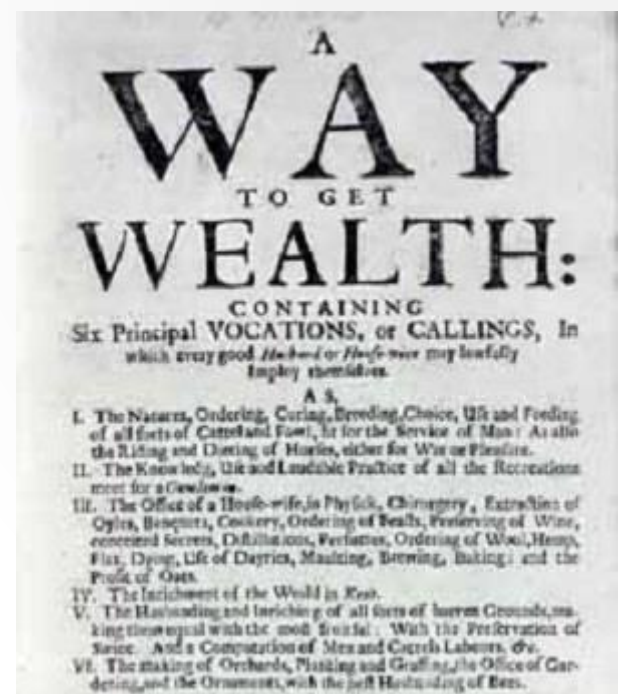 A
WAY
TO GET
WEALTH:
CONTAINING
Six Principal VOCATIONS, or CALLINGS, In
which every good Husband or House-wife may lawfully
Imploy themselves.
AS,
I. The Natures, Ordering, Curing, Breeding, Choice, Use and Feeding
of all sorts of Cattel and Fowl, fit for the Service of Man: As also
the Riding and Dieting of Horses, either for War or Pleasure.
II. The Knowledg, Use and Laudable Practice of all the Recreations
meet for a Gentleman.
III. The Office of a House-wife, in Physick, Chirurgery, Extraction of
Oyles, Banquets, Cookery, Ordering of Feasts, Preserving of Wine,
conceited Secrets, Distillations, Perfumes, Ordering of Wool, Hemp,
Flax, Dying, Use of Dayries, Maulting, Brewing, Baking; and the
Profit of Oats.
IV. The Inrichment of the Weald in Kent.
V. The Husbanding and Inriching of all sorts of barren Grounds, ma-
king them equal with the most fruitful: With the Preservation of
Swine. And a Computation of Men and Cattels Labours, &c.
VI. The making of Orchards, Planting and Graffing, the Office of Gar-
dening, and the Ornaments, with the best Husbanding of Bees.